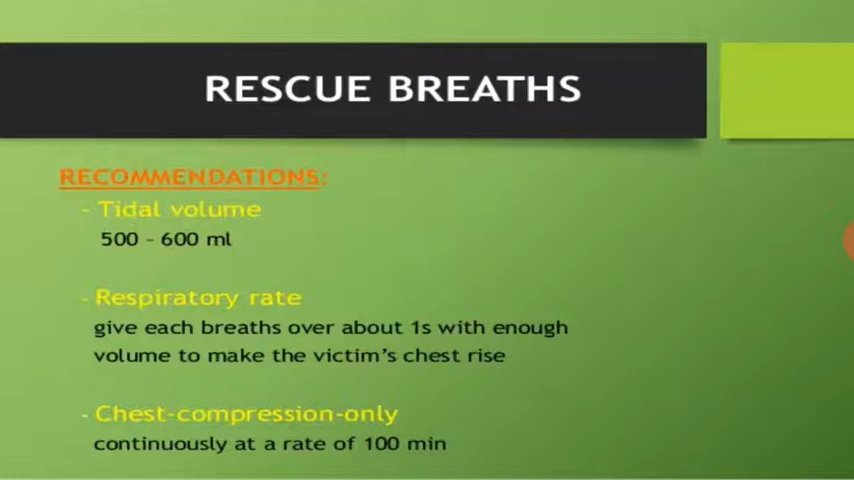 RESCUE BREATHS
RECOMMENDATIONS:
- Tidal volume
500 - 600 ml
- Respiratory rate
give each breaths over about 1s with enough
volume to make the victim's chest rise
- Chest-compression-only
continuously at a rate of 100 min